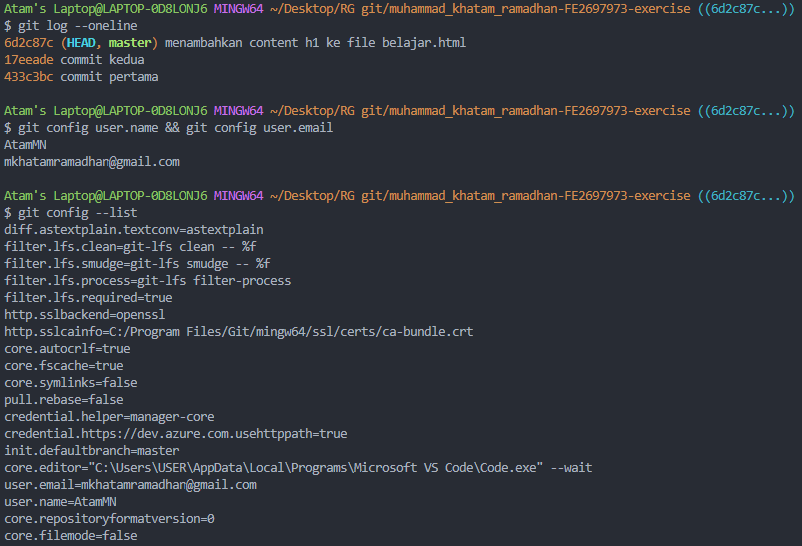 Atam's Laptop@LAPTOP-0D8LONJ6 MINGW64 ~/Desktop/RG git/muhammad_khatam_ramadhan-FE2697973-exercise ((6d2c87c...))
$ git log --oneline
6d2c87c (HEAD, master) menambahkan content h1 ke file belajar.html
17eeade commit kedua
433c3bc commit pertama
Atam's Laptop@LAPTOP-0D8LONJ6 MINGW64 ~/Desktop/RG git/muhammad_khatam_ramadhan-FE2697973-exercise ((6d2c87c...))
$ git config user.name && git config user.email
AtamMN
mkhatamramadhan@gmail.com
Atam's Laptop@LAPTOP-0D8LONJ6 MINGW64 ~/Desktop/RG git/muhammad_khatam_ramadhan-FE2697973-exercise ((6d2c87c...))
$ git config --list
diff.astextplain.textconv=astextplain
filter.lfs.clean=git-lfs clean -- %f
filter.lfs.smudge=git-lfs smudge -- %f
filter.lfs.process=git-lfs filter-process
filter.lfs.required=true
http.sslbackend=openssl
http.sslcainfo=C:/Program Files/Git/mingw64/ssl/certs/ca-bundle.crt
core.autocrlf=true
core.fscache=true
core.symlinks=false
pull.rebase=false
credential.helper=manager-core
credential.https://dev.azure.com.usehttppath=true
init.defaultbranch=master
core.editor="C:\Users\USER\AppData\Local\Programs\Microsoft VS Code\Code.exe" --wait
user.email=mkhatamramadhan@gmail.com
user.name=AtamMN
core.repositoryformatversion=0
core.filemode=false